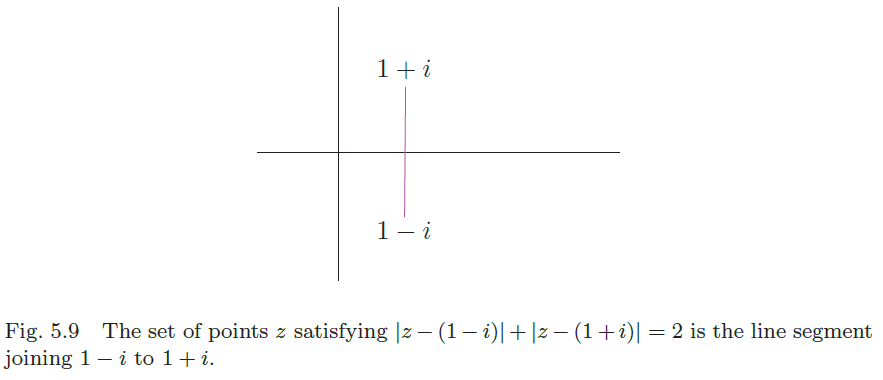 1 + i
1 − i
Fig. 5.9 The set of points z satisfying |z − (1 − i)| + |z − (1 + i)| = 2 is the line segment
joining 1 − i to 1 + i.